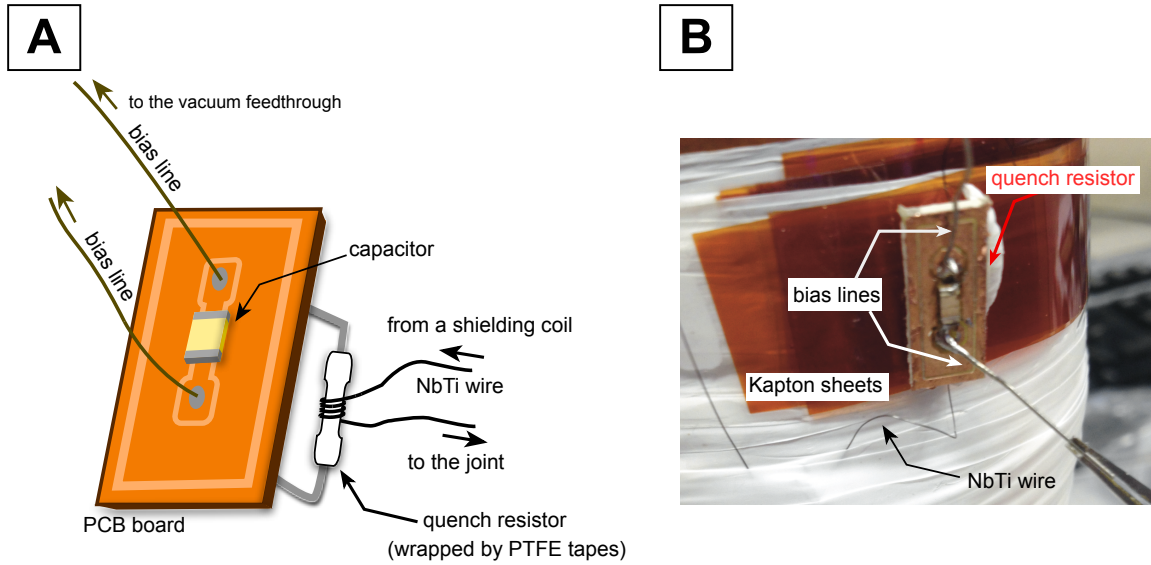 A
to the vacuum feedthrough
bias line
bias line
capacitor
from a shielding coil
NbTi wire
to the joint
quench resistor
(wrapped by PTFE tapes)
PCB board
B
quench resistor
bias lines
Kapton sheets
NbTi wire